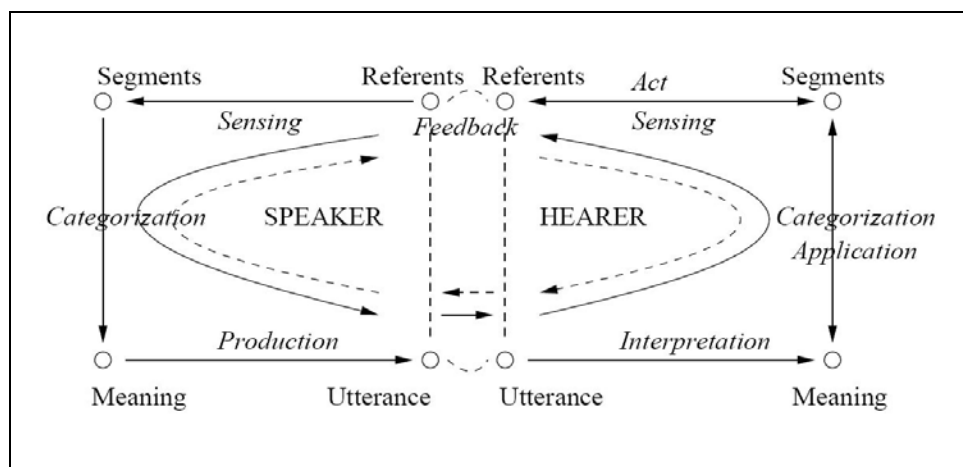 Segments Referents Referents Act Segments
Sensing Feedback Sensing
Categorization SPEAKER HEARER Categorization
Application
Production Interpretation
Meaning Utterance Utterance Meaning